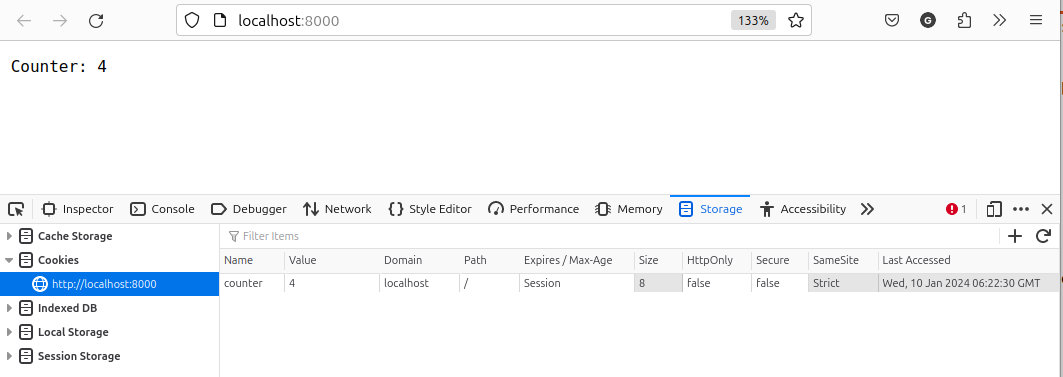 localhost:8000 133% G
Counter: 4
Inspector Console Debugger Network Style Editor Performance Memory Storage Accessibility 1
Cache Storage Filter Items
Cookies Name Value Domain Path Expires / Max-Age Size HttpOnly Secure SameSite Last Accessed
http://localhost:8000 counter 4 localhost / Session 8 false false Strict Wed, 10 Jan 2024 06:22:30 GMT
Indexed DB
Local Storage
Session Storage